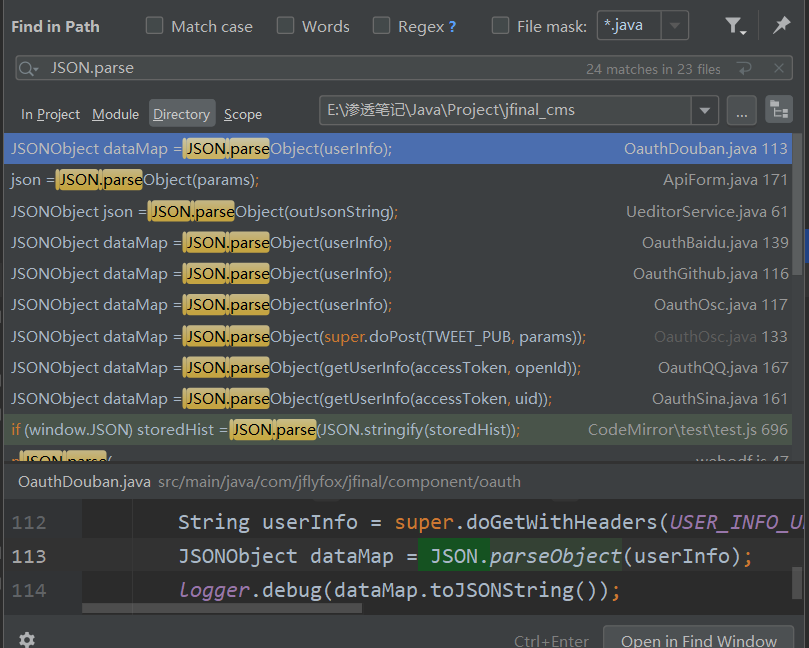 Find in Path Match case Words Regex ? File mask: *.java
JSON.parse 24 matches in 23 files
In Project Module Directory Scope E:\渗透笔记\Java\Project\jfinal_cms ...
JSONObject dataMap = JSON.parseObject(userInfo); OauthDouban.java 113
json = JSON.parseObject(params); ApiForm.java 171
JSONObject json = JSON.parseObject(outJsonString); UeditorService.java 61
JSONObject dataMap = JSON.parseObject(userInfo); OauthBaidu.java 139
JSONObject dataMap = JSON.parseObject(userInfo); OauthGithub.java 116
JSONObject dataMap = JSON.parseObject(userInfo); OauthOsc.java 117
JSONObject dataMap = JSON.parseObject(super.doPost(TWEET_PUB, params)); OauthOsc.java 133
JSONObject dataMap = JSON.parseObject(getUserInfo(accessToken, openId)); OauthQQ.java 167
JSONObject dataMap = JSON.parseObject(getUserInfo(accessToken, uid)); OauthSina.java 161
if (window.JSON) storedHist = JSON.parse(JSON.stringify(storedHist)); CodeMirror\test\test.js 696
JSON.parse( webodf.js 47
OauthDouban.java src/main/java/com/jflyfox/jfinal/component/oauth
112 String userInfo = super.doGetWithHeaders(USER_INFO_U
113 JSONObject dataMap = JSON.parseObject(userInfo);
114 logger.debug(dataMap.toJSONString());
Ctrl+Enter Open in Find Window